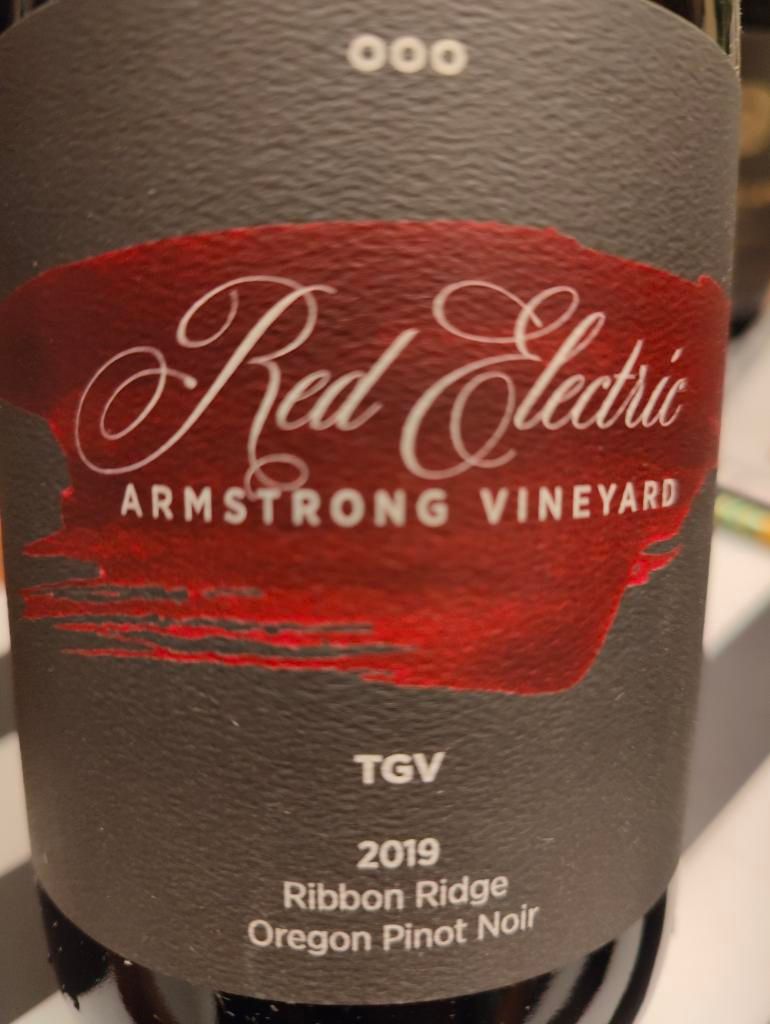 OOO
Red Electric
ARMSTRONG VINEYARD
TGV
2019
Ribbon Ridge
Oregon Pinot Noir